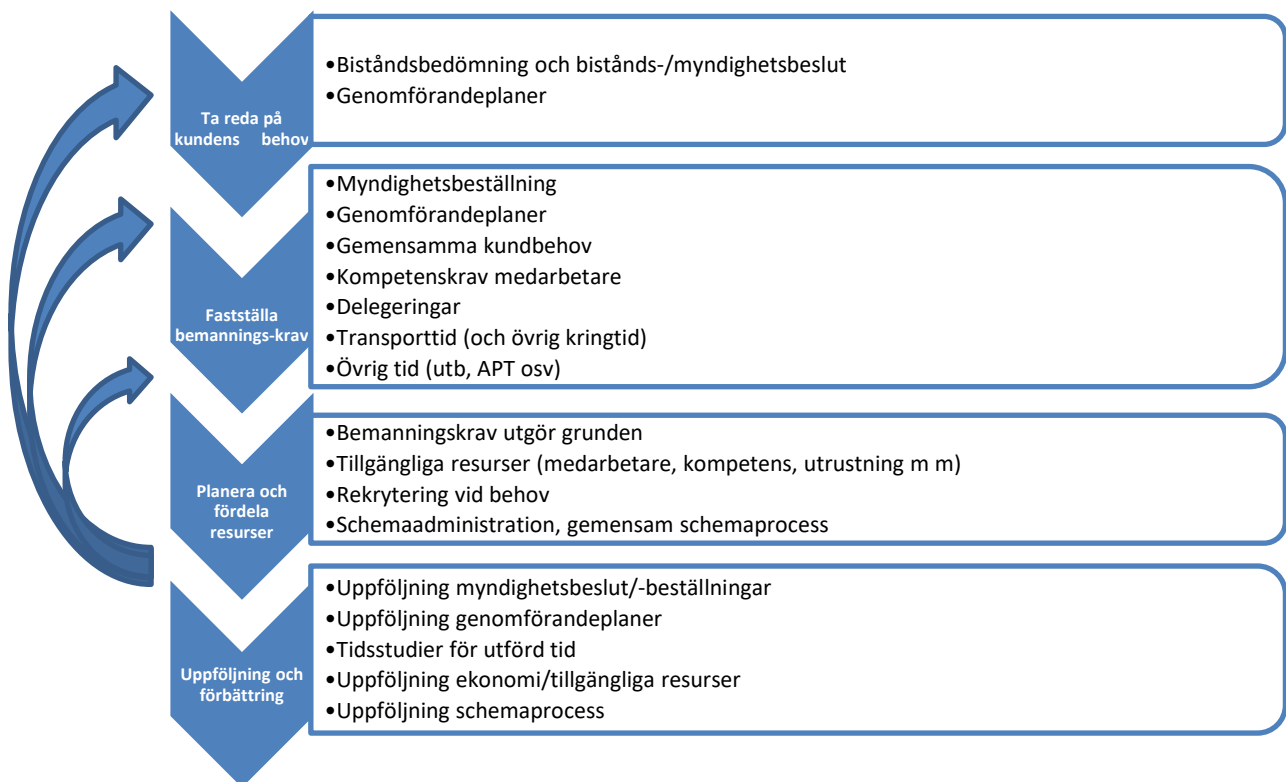 Ta reda på
kundens behov
•Biståndsbedömning och bistånds-/myndighetsbeslut
•Genomförandeplaner
Fastställa
bemannings-krav
•Myndighetsbeställning
•Genomförandeplaner
•Gemensamma kundbehov
•Kompetenskrav medarbetare
•Delegeringar
•Transporttid (och övrig kringtid)
•Övrig tid (utb, APT osv)
Planera och
fördela
resurser
•Bemanningskrav utgör grunden
•Tillgängliga resurser (medarbetare, kompetens, utrustning m m)
•Rekrytering vid behov
•Schemaadministration, gemensam schemaprocess
Uppföljning och
förbättring
•Uppföljning myndighetsbeslut/-beställningar
•Uppföljning genomförandeplaner
•Tidsstudier för utförd tid
•Uppföljning ekonomi/tillgängliga resurser
•Uppföljning schemaprocess